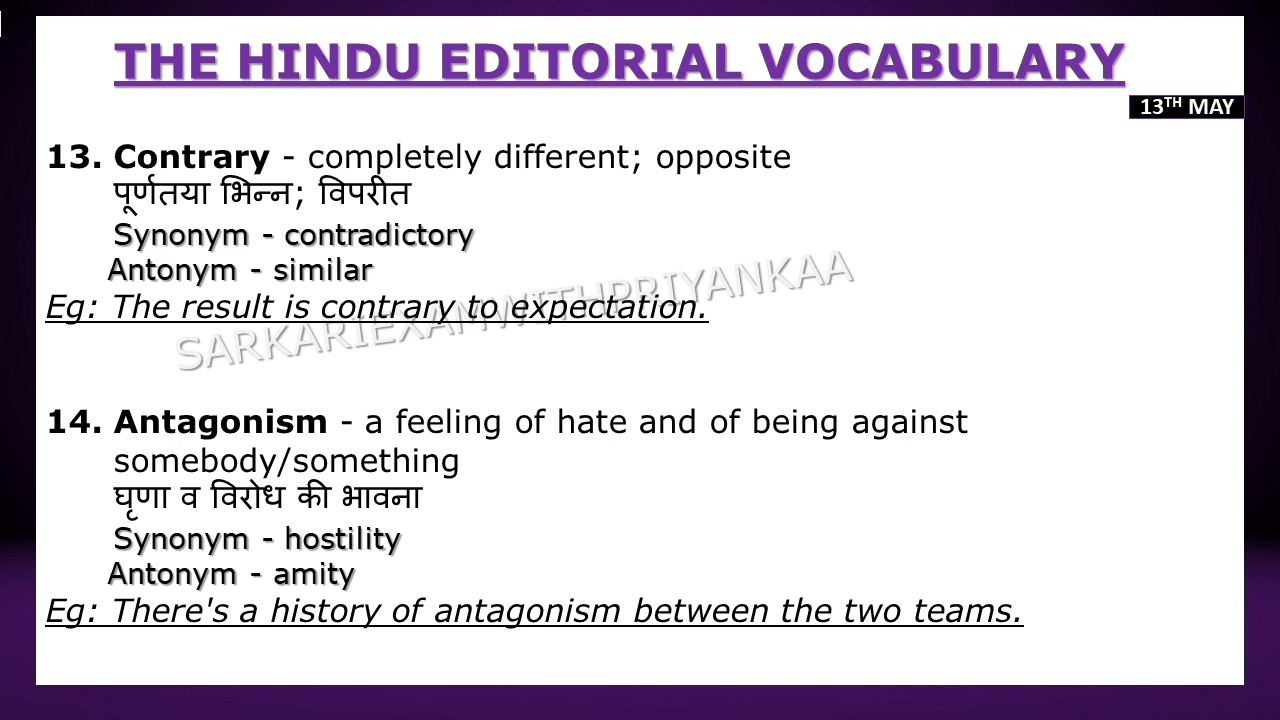 THE HINDU EDITORIAL VOCABULARY
13TH MAY
13. Contrary - completely different; opposite
पूर्णतया भिन्न; विपरीत
Synonym - contradictory
Antonym - similar
Eg: The result is contrary to expectation.
SARKARIEXAMWITHPRIYANKAA
14. Antagonism - a feeling of hate and of being against
somebody/something
घृणा व विरोध की भावना
Synonym - hostility
Antonym - amity
Eg: There's a history of antagonism between the two teams.